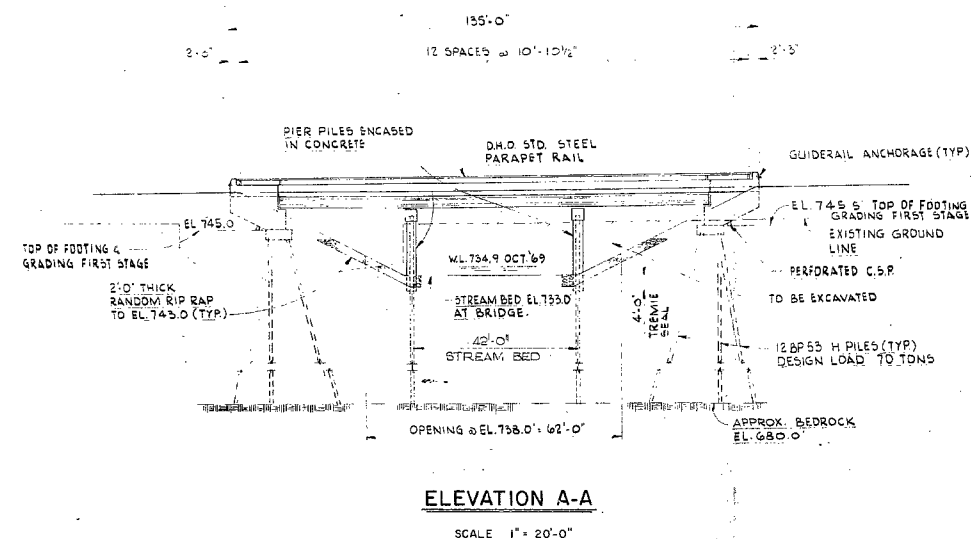 135'-0"
2'-3"
12 SPACES @ 10'-10½"
2'-3"
PIER PILES ENCASED
IN CONCRETE
D.H.O. STD. STEEL
PARAPET RAIL
GUIDERAIL ANCHORAGE (TYP)
EL 745.0
EL. 745.5 TOP OF FOOTING
GRADING FIRST STAGE
EXISTING GROUND
LINE
TOP OF FOOTING &
GRADING FIRST STAGE
W.L. 734.9 OCT. '69
PERFORATED C.S.P.
2'-0" THICK
RANDOM RIP RAP
TO EL. 743.0 (TYP.)
STREAM BED EL. 733.0'
AT BRIDGE.
4'-0"
TREMIE
SEAL
TO BE EXCAVATED
42'-0"
STREAM BED
12 BP 53 H PILES (TYP.)
DESIGN LOAD 70 TONS
OPENING @ EL. 738.0' = 62'-0"
APPROX. BEDROCK
EL. 680.0'
ELEVATION A-A
SCALE 1" = 20'-0"